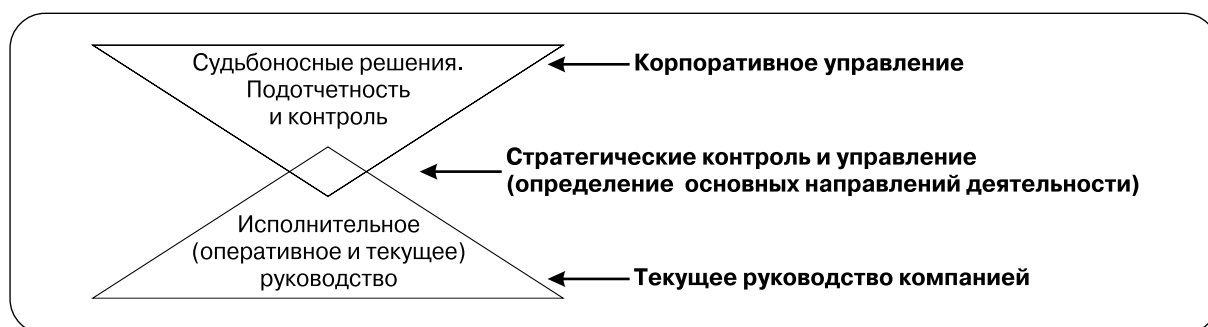 Судьбоносные решения.
Подотчетность
и контроль
Корпоративное управление
Стратегические контроль и управление
(определение основных направлений деятельности)
Исполнительное
(оперативное и текущее)
руководство
Текущее руководство компанией